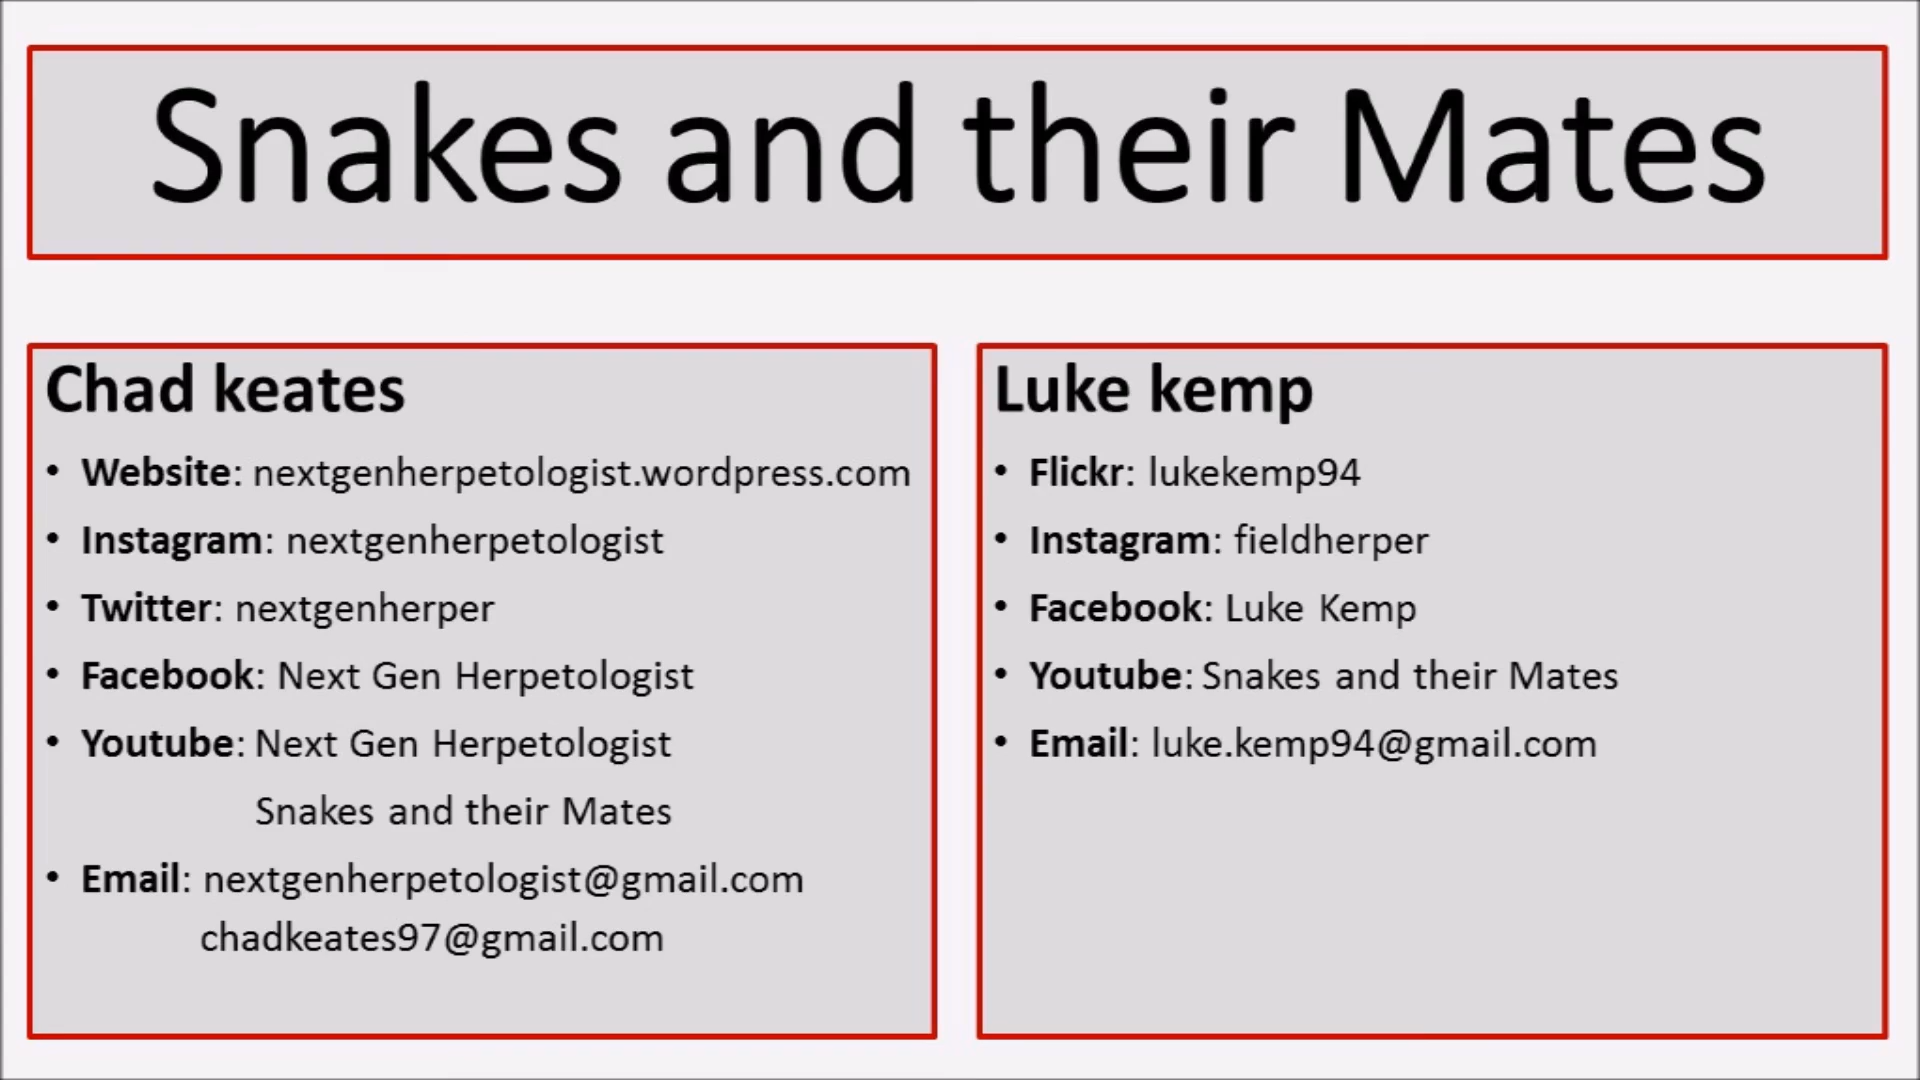 Snakes and their Mates
Chad keates
• Website: nextgenherpetologist.wordpress.com
• Instagram: nextgenherpetologist
• Twitter: nextgenherper
• Facebook: Next Gen Herpetologist
• Youtube: Next Gen Herpetologist
Snakes and their Mates
• Email: nextgenherpetologist@gmail.com
chadkeates97@gmail.com
Luke kemp
• Flickr: lukekemp94
• Instagram: fieldherper
• Facebook: Luke Kemp
• Youtube: Snakes and their Mates
• Email: luke.kemp94@gmail.com